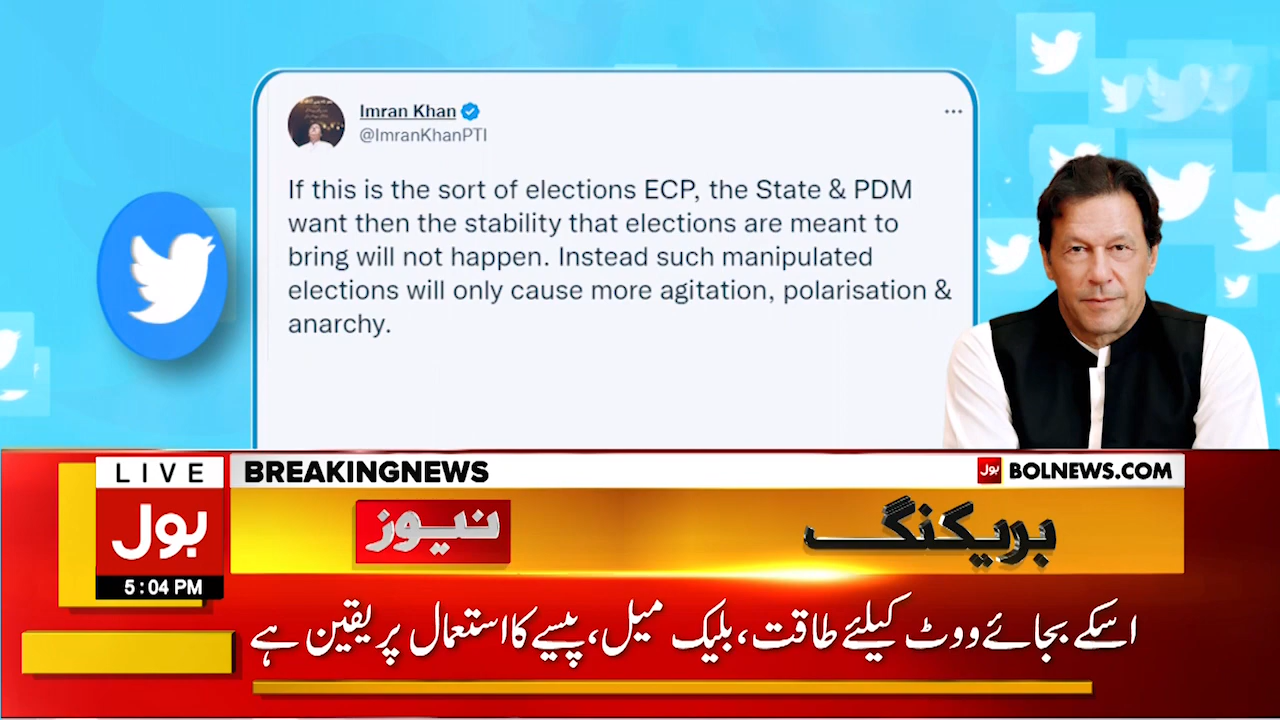 Imran Khan
@ImranKhanPTI
If this is the sort of elections ECP, the State & PDM
want then the stability that elections are meant to
bring will not happen. Instead such manipulated
elections will only cause more agitation, polarisation &
anarchy.
LIVE
BREAKINGNEWS
بول
BOLNEWS.COM
بول
بریکنگ
نیوز
5:04 PM
اسکے بجائے ووٹ کیلئے طاقت، بلیک میل، پیسے کا استعمال پر یقین ہے